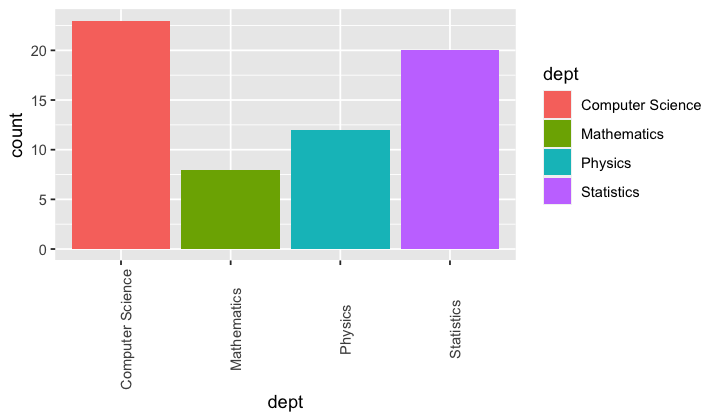 count
20
15
10
5
0
Computer Science
Mathematics
Physics
Statistics
dept
dept
Computer Science
Mathematics
Physics
Statistics